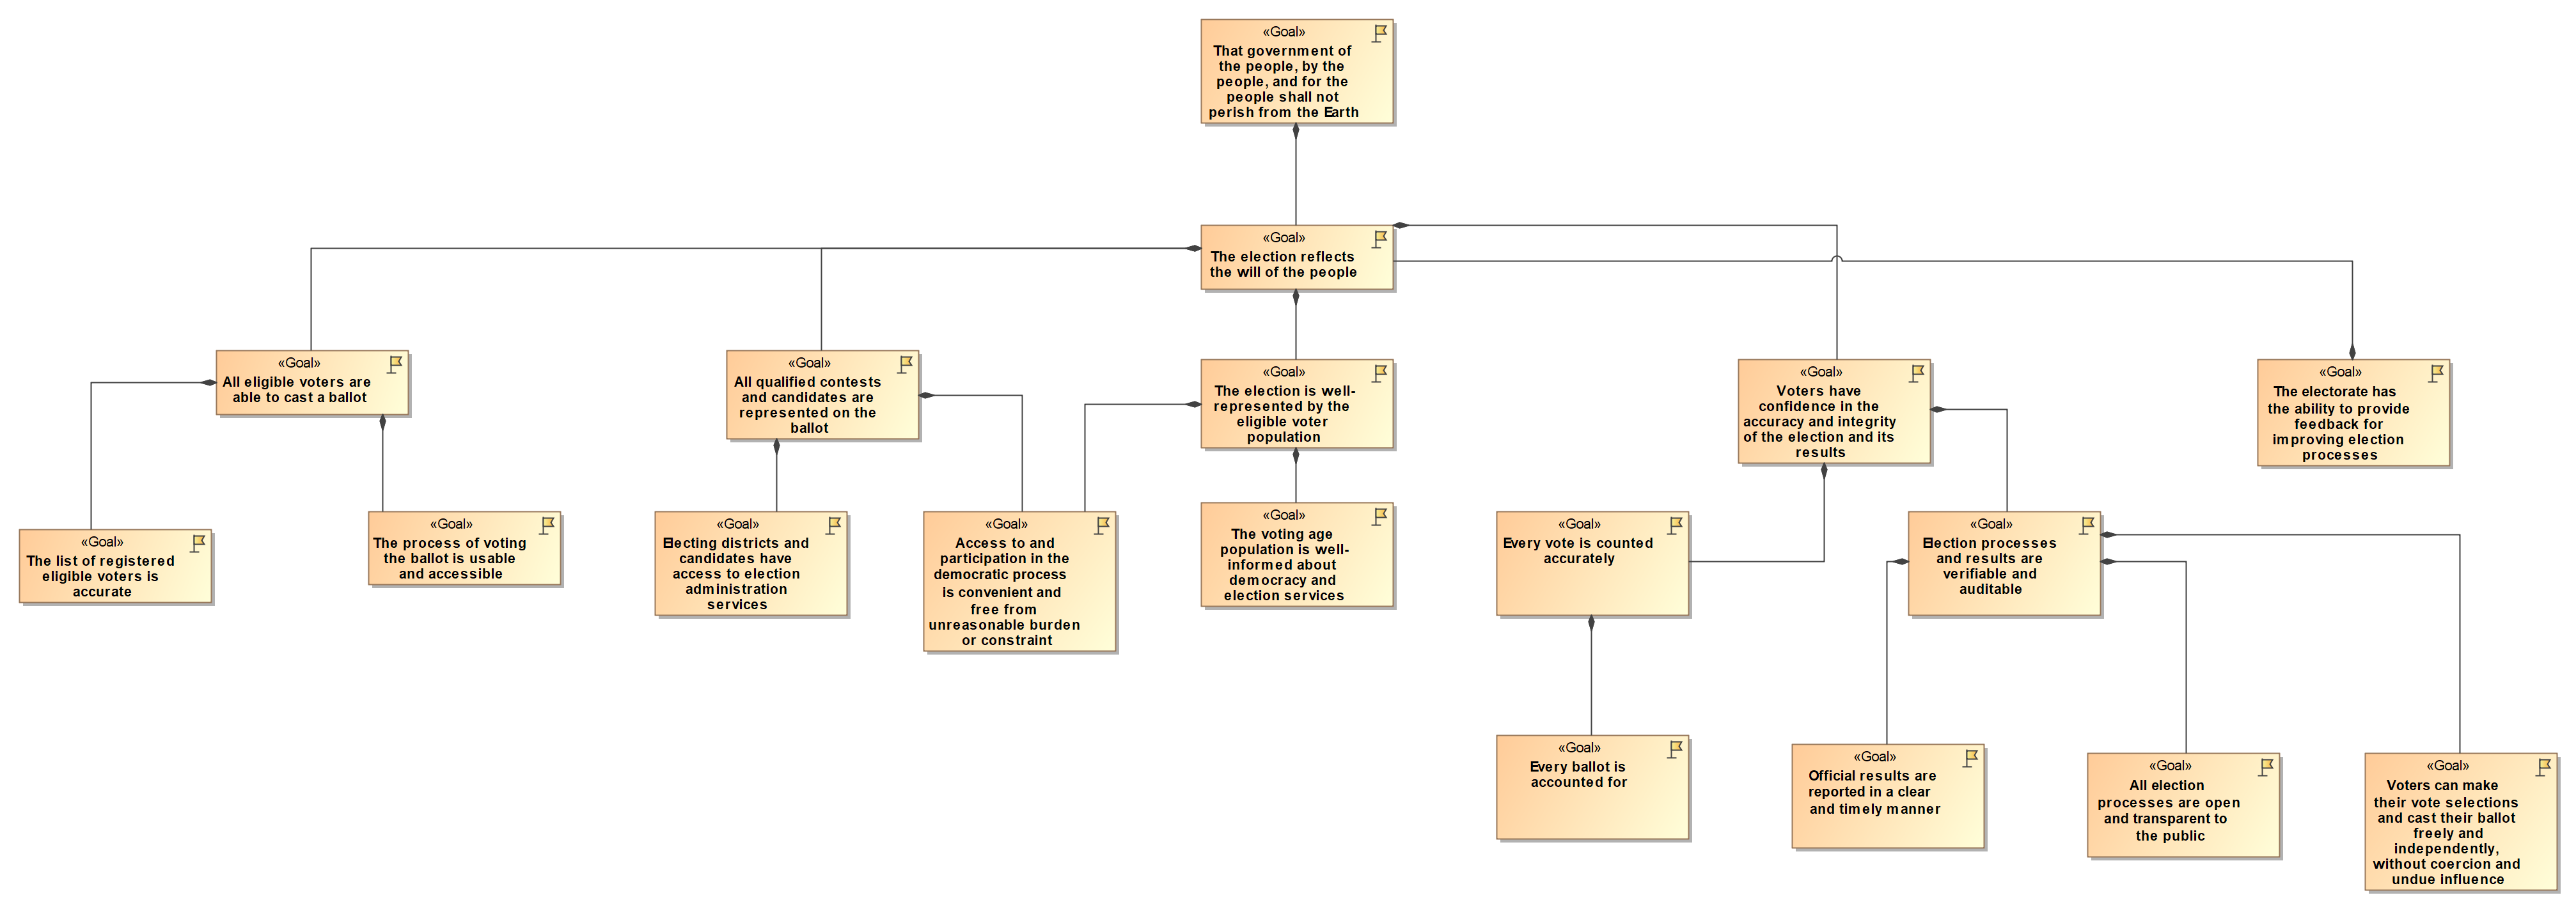 «Goal»
That government of
the people, by the
people, and for the
people shall not
perish from the Earth
«Goal»
The election reflects
the will of the people
«Goal»
All eligible voters are
able to cast a ballot
«Goal»
All qualified contests
and candidates are
represented on the
ballot
«Goal»
The election is well-
represented by the
eligible voter
population
«Goal»
Voters have
confidence in the
accuracy and integrity
of the election and its
results
«Goal»
The electorate has
the ability to provide
feedback for
improving election
processes
«Goal»
The list of registered
eligible voters is
accurate
«Goal»
The process of voting
the ballot is usable
and accessible
«Goal»
Electing districts and
candidates have
access to election
administration
services
«Goal»
Access to and
participation in the
democratic process
is convenient and
free from
unreasonable burden
or constraint
«Goal»
The voting age
population is well-
informed about
democracy and
election services
«Goal»
Every vote is counted
accurately
«Goal»
Election processes
and results are
verifiable and
auditable
«Goal»
Every ballot is
accounted for
«Goal»
Official results are
reported in a clear
and timely manner
«Goal»
All election
processes are open
and transparent to
the public
«Goal»
Voters can make
their vote selections
and cast their ballot
freely and
independently,
without coercion and
undue influence